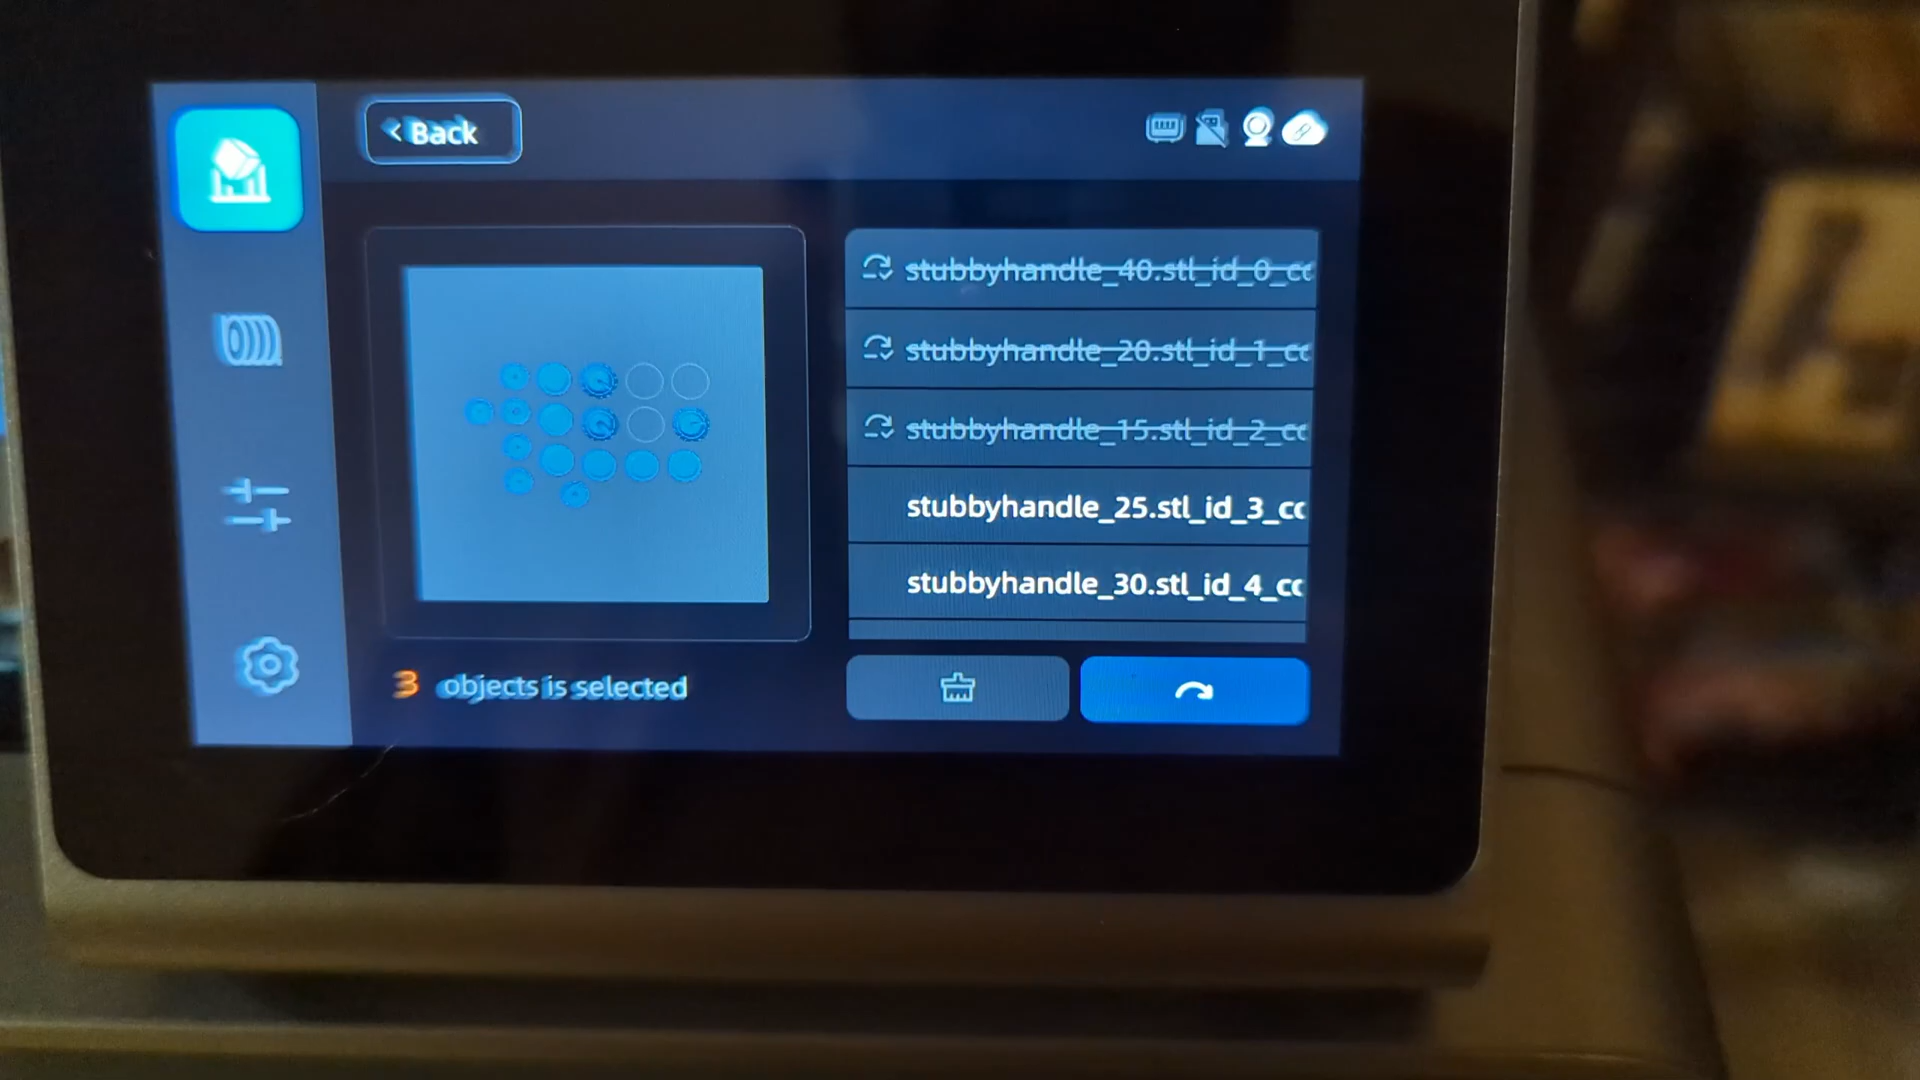 < Back
stubbyhandle_40.stl_id_0_cc
stubbyhandle_20.stl_id_1_cc
stubbyhandle_15.stl_id_2_cc
stubbyhandle_25.stl_id_3_cc
stubbyhandle_30.stl_id_4_cc
3 objects is selected